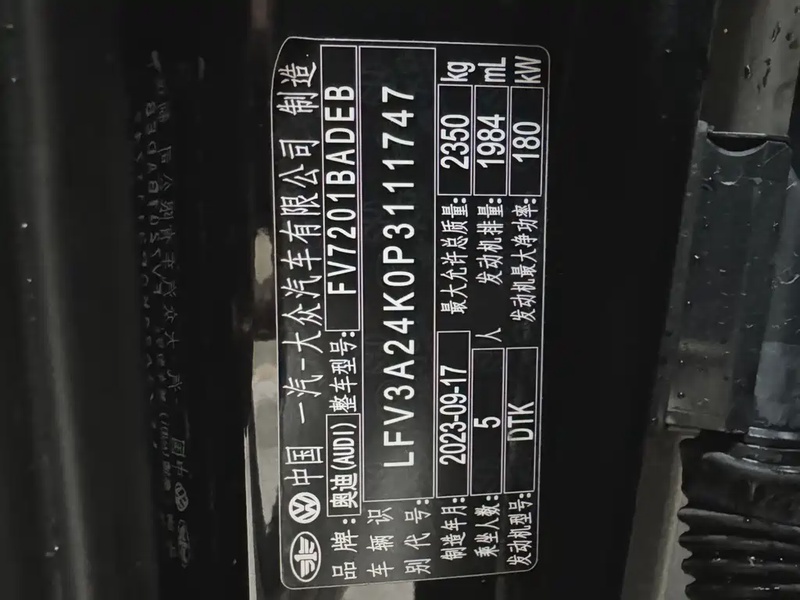 中国 一汽-大众汽车有限公司 制造
品牌: 奥迪(AUDI) 整车型号: FV7201BADEB
车辆识别代号: LFV3A24K0P3111747
制造年月: 2023-09-17 最大允许总质量: 2350 kg
乘坐人数: 5 人 发动机排量: 1984 mL
发动机型号: DTK 发动机最大净功率: 180 kW